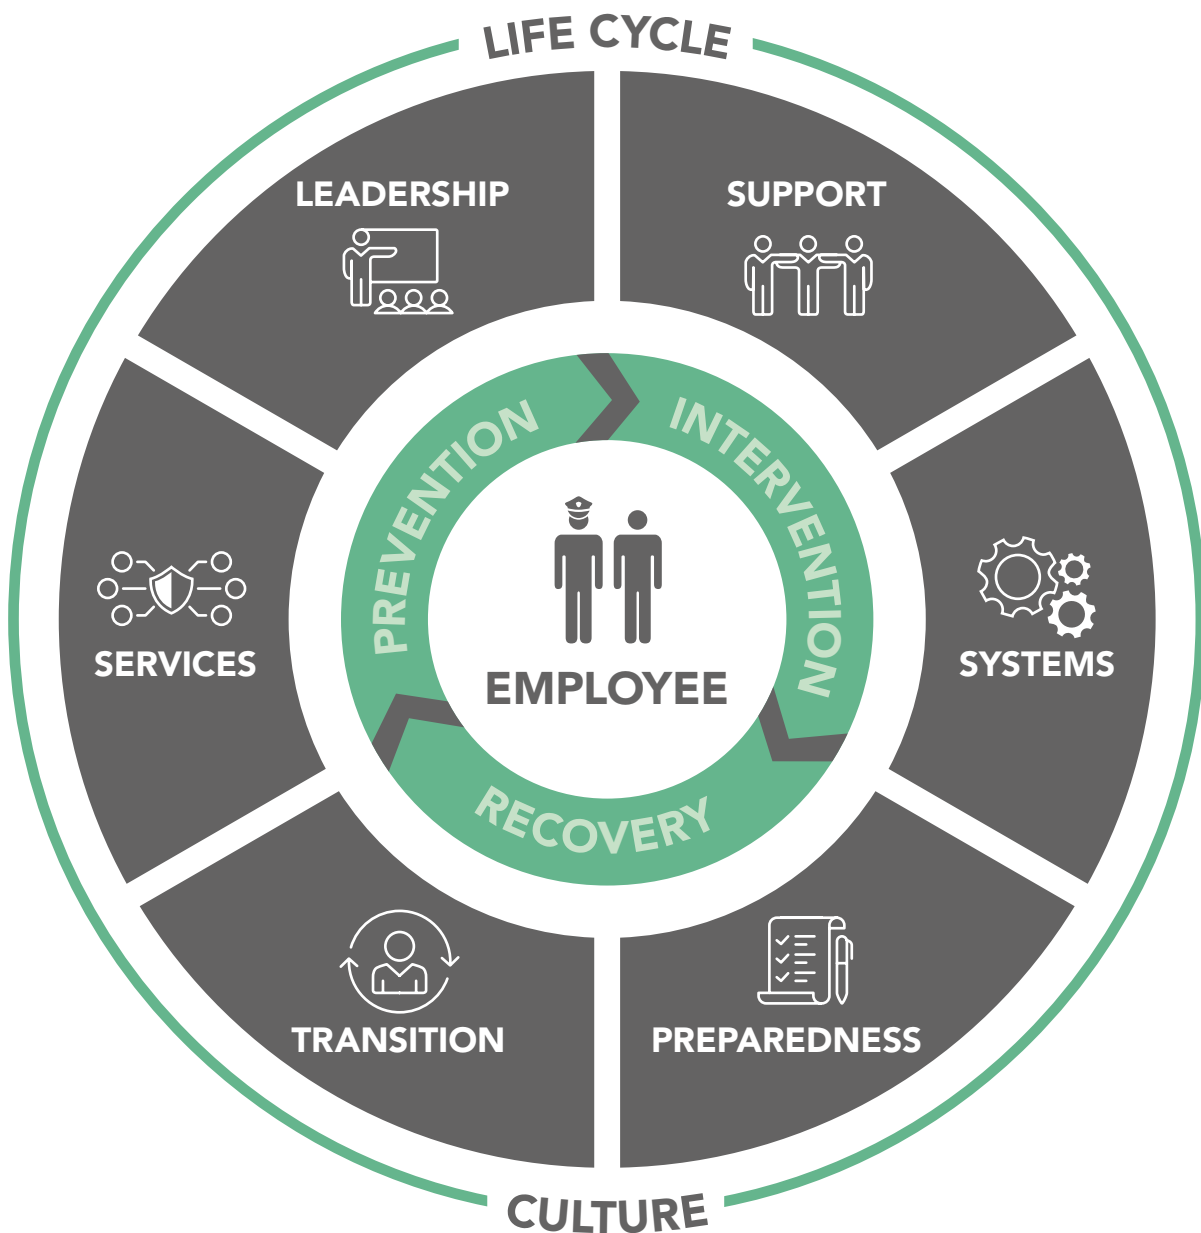 LIFE CYCLE
LEADERSHIP
SUPPORT
PREVENTION
INTERVENTION
SERVICES
EMPLOYEE
SYSTEMS
RECOVERY
TRANSITION
PREPAREDNESS
CULTURE